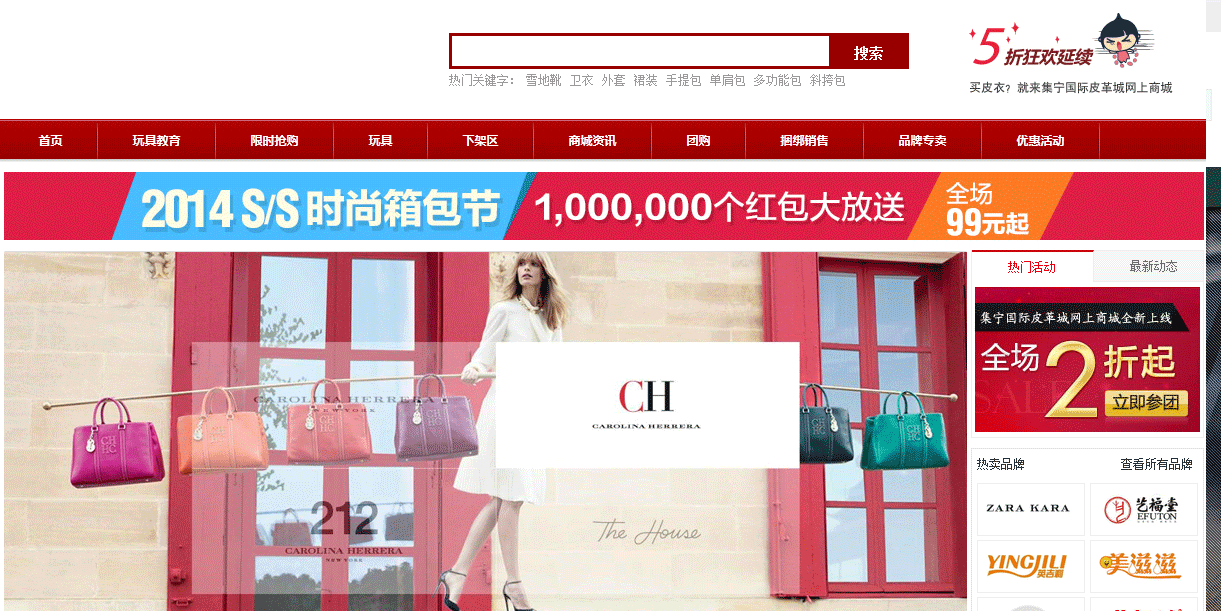 5折狂欢延续
搜索
热门关键字: 雪地靴 卫衣 外套 裙装 手提包 单肩包 多功能包 斜挎包
买皮衣?就来集宁国际皮革城网上商城
首页 玩具教育 限时抢购 玩具 下架区 商城资讯 团购 捆绑销售 品牌专卖 优惠活动
2014 S/S 时尚箱包节 1,000,000个红包大放送 全场
99元起
热门活动 最新动态
集宁国际皮革城网上商城全新上线
全场2折起
立即参团
CH
CAROLINA HERRERA
CAROLINA HERRERA
NEW YORK
CH
HC
CH
HC
CH
HC
212
CAROLINA HERRERA
NEW YORK
The House
热卖品牌 查看所有品牌
ZARA KARA
艺福堂
EFUTON
YINGJILI
英吉利
美滋滋